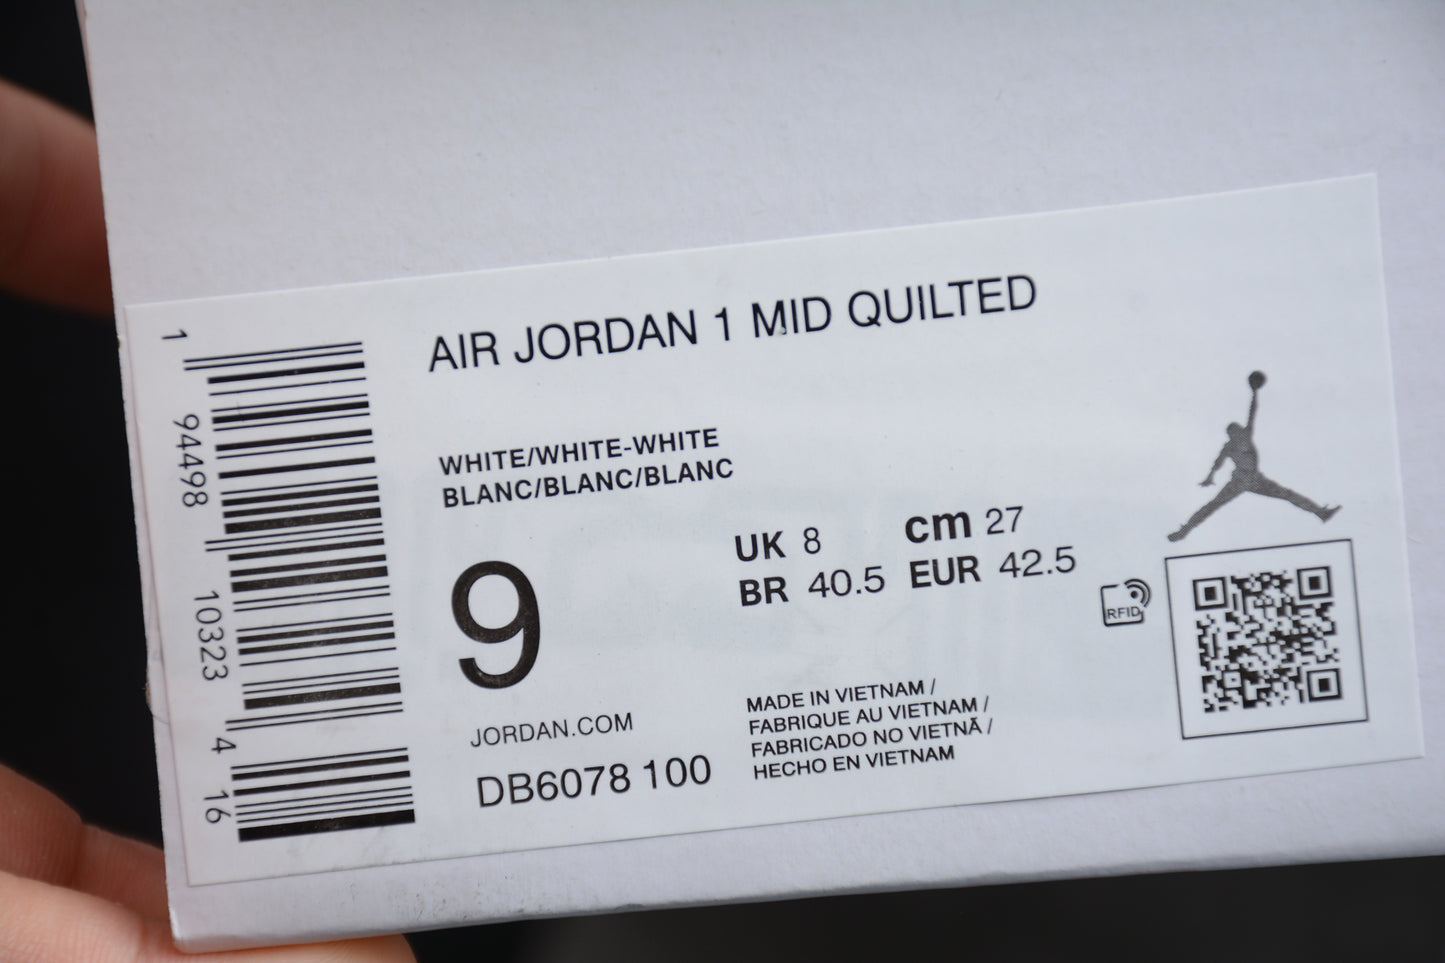 AIR JORDAN 1 MID QUILTED
WHITE/WHITE-WHITE
BLANC/BLANC/BLANC
9
UK 8 cm 27
BR 40.5 EUR 42.5
RFID
JORDAN.COM
DB6078 100
MADE IN VIETNAM /
FABRIQUE AU VIETNAM /
FABRICADO NO VIETNÃ /
HECHO EN VIETNAM
1 94498 10323 4 16